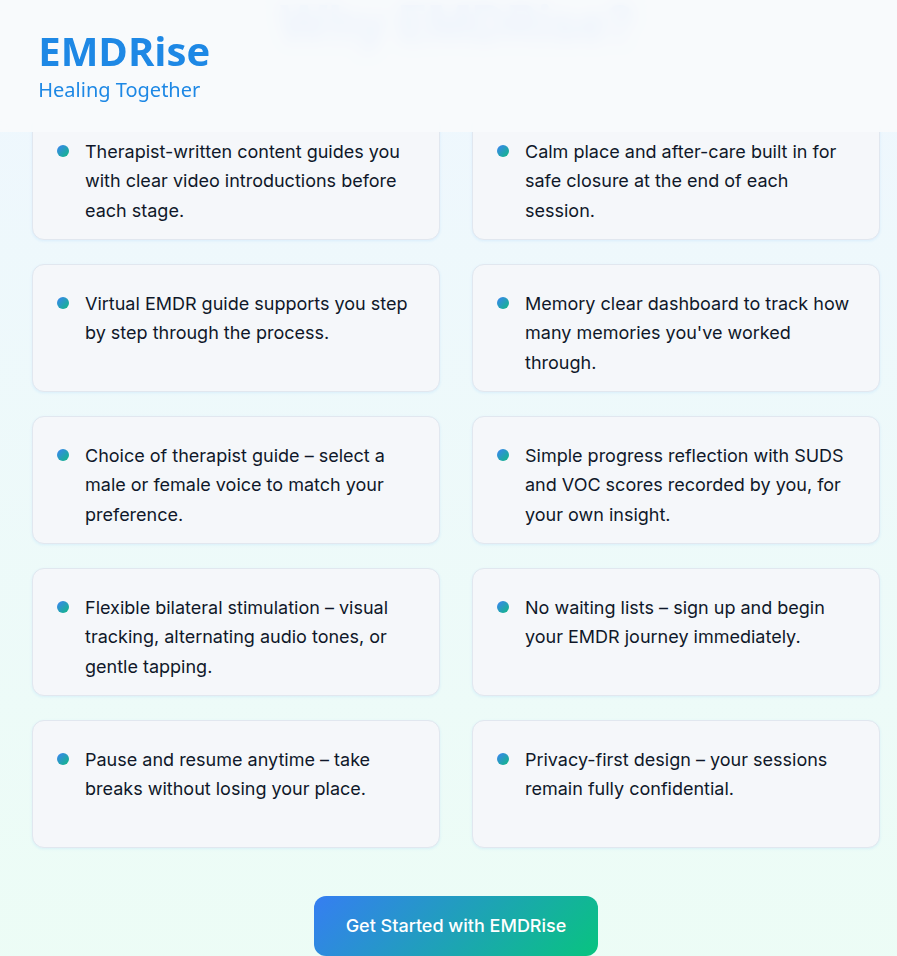 EMDRise
Healing Together
Therapist-written content guides you
with clear video introductions before
each stage.
Calm place and after-care built in for
safe closure at the end of each
session.
Virtual EMDR guide supports you step
by step through the process.
Memory clear dashboard to track how
many memories you've worked
through.
Choice of therapist guide – select a
male or female voice to match your
preference.
Simple progress reflection with SUDS
and VOC scores recorded by you, for
your own insight.
Flexible bilateral stimulation – visual
tracking, alternating audio tones, or
gentle tapping.
No waiting lists – sign up and begin
your EMDR journey immediately.
Pause and resume anytime – take
breaks without losing your place.
Privacy-first design – your sessions
remain fully confidential.
Get Started with EMDRise